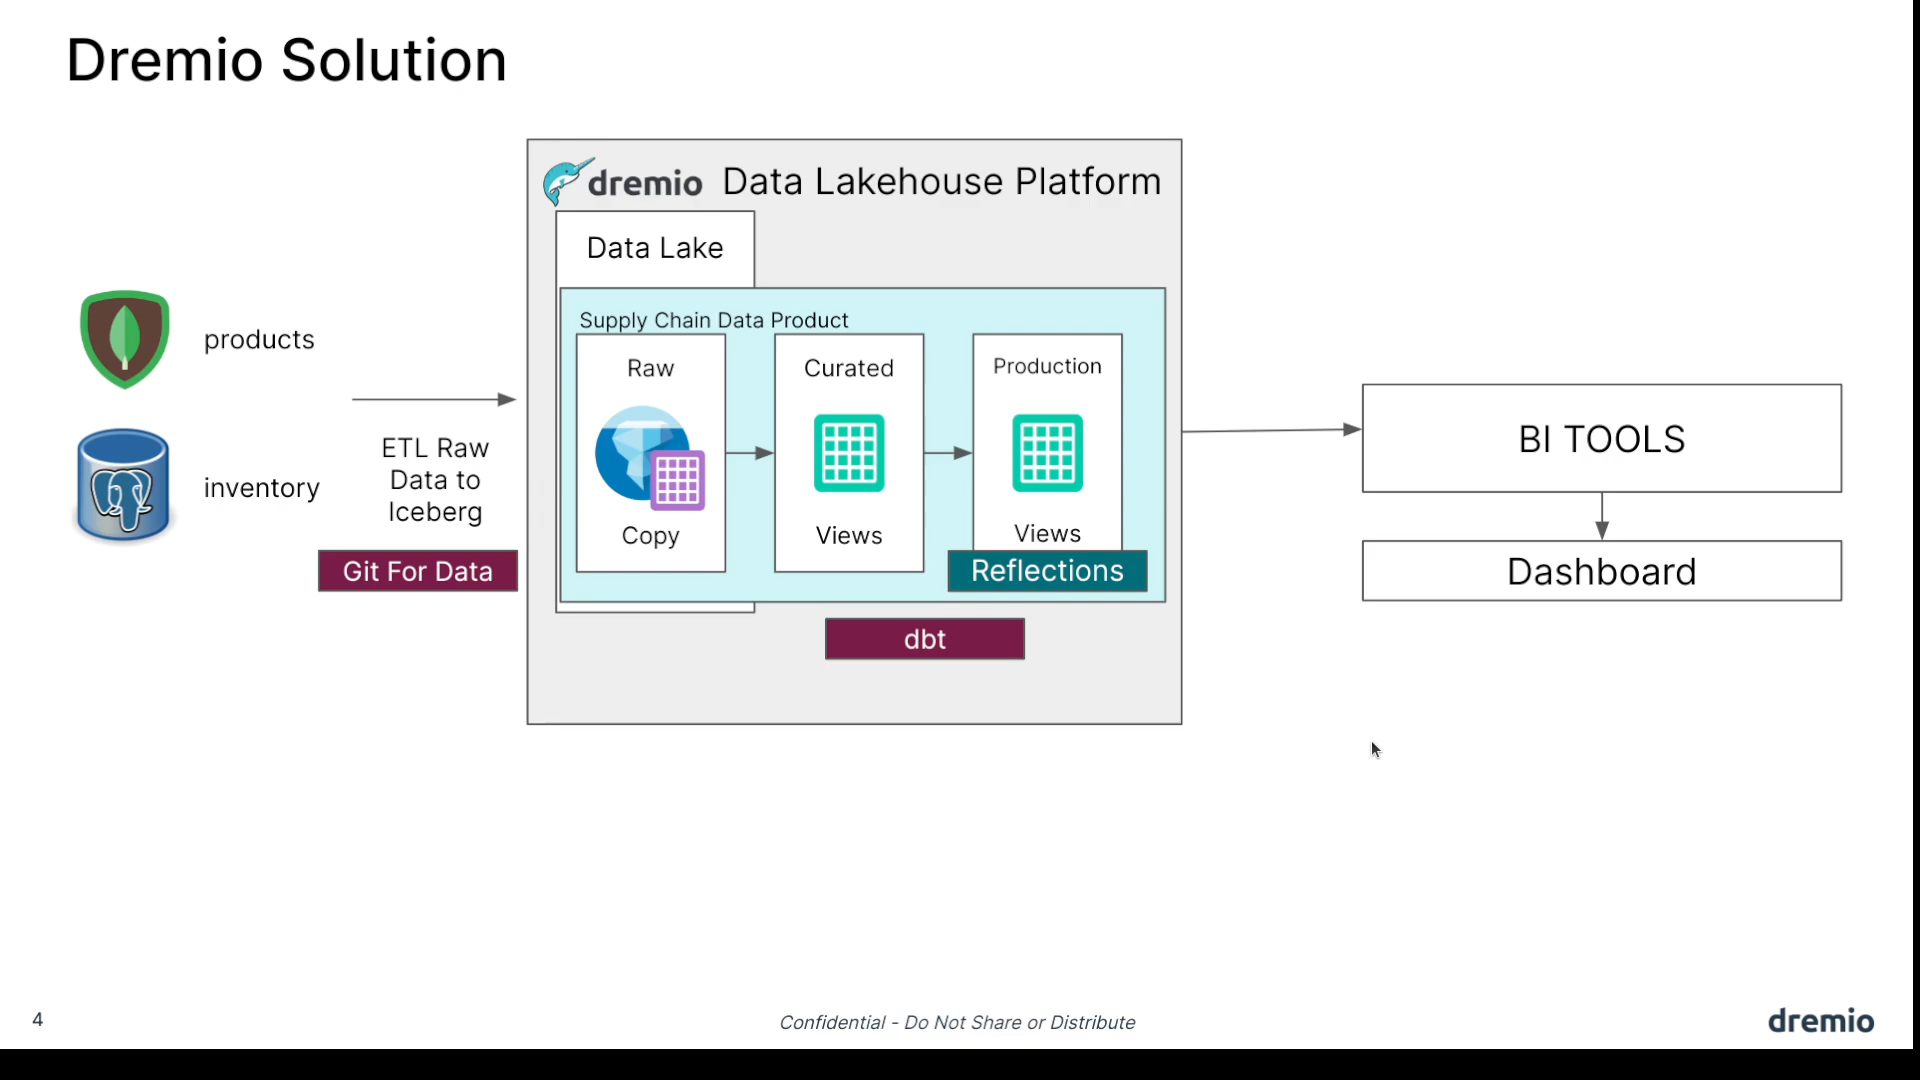 Dremio Solution
dremio Data Lakehouse Platform
Data Lake
Supply Chain Data Product
Raw
Copy
Curated
Views
Production
Views
Reflections
dbt
products
inventory
ETL Raw
Data to
Iceberg
Git For Data
BI TOOLS
Dashboard
4
Confidential - Do Not Share or Distribute
dremio